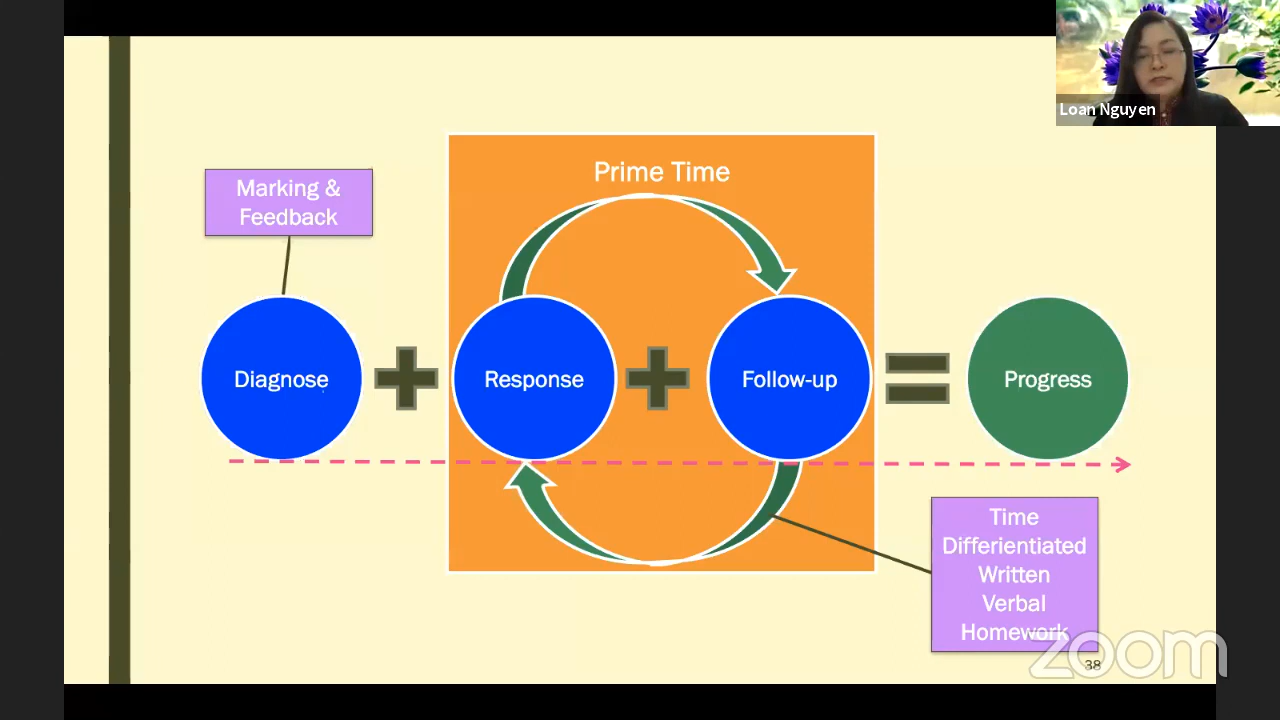 Loan Nguyen
Prime Time
Marking &
Feedback
Diagnose
Response
Follow-up
Progress
Time
Differientiated
Written
Verbal
Homework
zoom
38